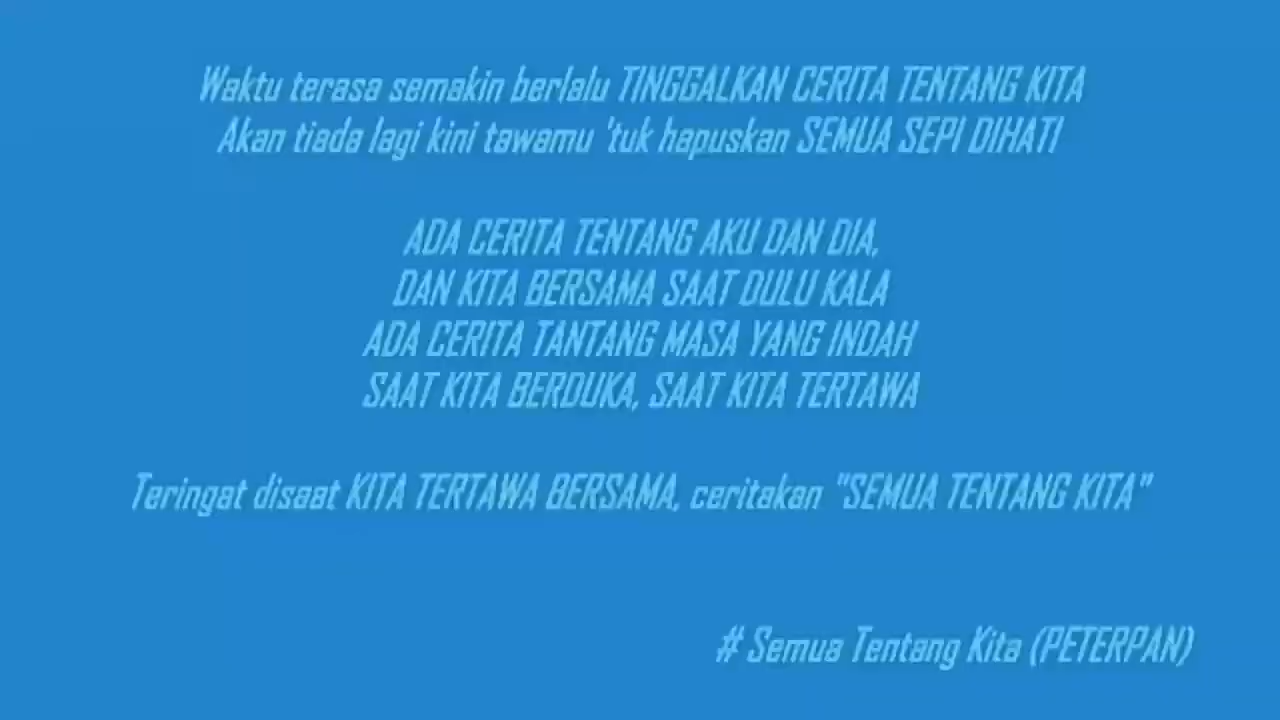 Waktu terasa semakin berlalu TINGGALKAN CERITA TENTANG KITA
Akan tiada lagi kini tawamu 'tuk hapuskan SEMUA SEPI DIHATI
ADA CERITA TENTANG AKU DAN DIA,
DAN KITA BERSAMA SAAT DULU KALA
ADA CERITA TANTANG MASA YANG INDAH
SAAT KITA BERDUKA, SAAT KITA TERTAWA
Teringat disaat KITA TERTAWA BERSAMA, ceritakan "SEMUA TENTANG KITA"
# Semua Tentang Kita (PETERPAN)